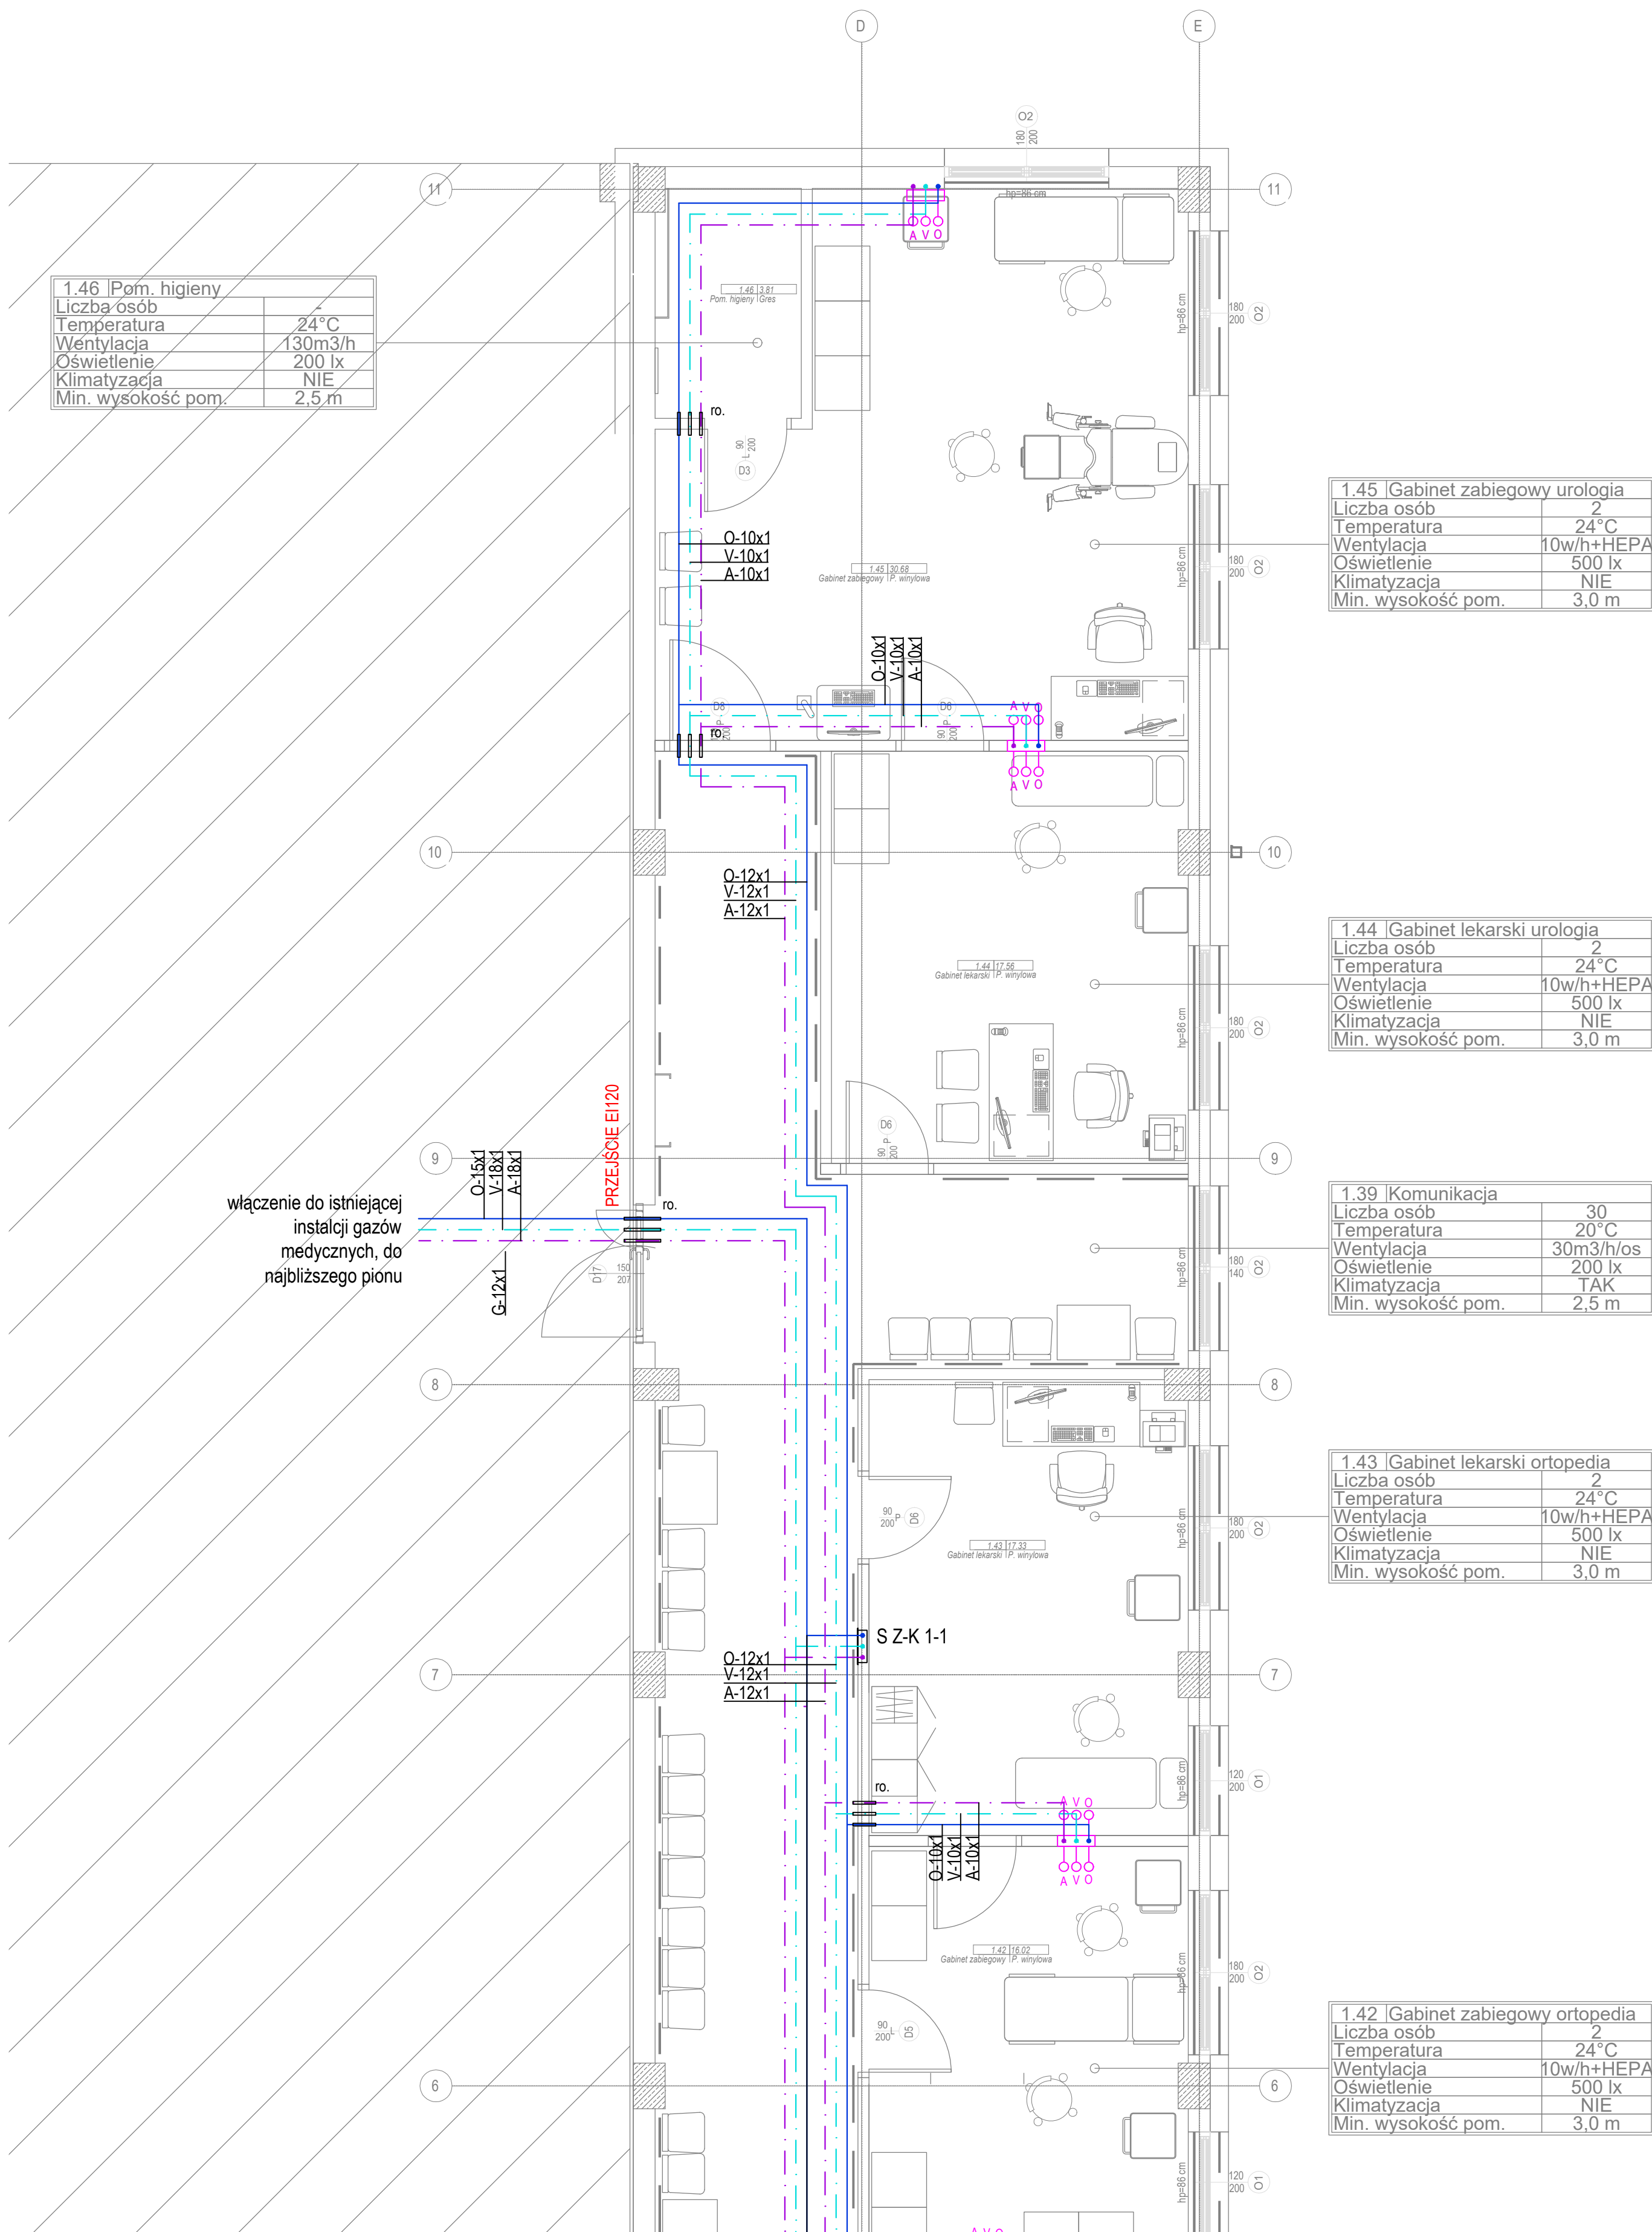 D
E
O2
180
200
11
hp=86 cm
11
A V O
1.46 Pom. higieny
Liczba osób -
Temperatura 24°C
Wentylacja 130m3/h
Oświetlenie 200 lx
Klimatyzacja NIE
Min. wysokość pom. 2,5 m
1.46 3.81
Pom. higieny Gres
hp=86 cm
180
200
O2
ro.
90
L
200
D3
1.45 Gabinet zabiegowy urologia
Liczba osób 2
Temperatura 24°C
Wentylacja 10w/h+HEPA
Oświetlenie 500 lx
Klimatyzacja NIE
Min. wysokość pom. 3,0 m
O-10x1
V-10x1
A-10x1
1.45 30.68
Gabinet zabiegowy P. winylowa
hp=86 cm
180
200
O2
O-10x1
V-10x1
A-10x1
D8
P
200
ro.
D6
90 P
200
A V O
A V O
10
10
O-12x1
V-12x1
A-12x1
1.44 17.56
Gabinet lekarski P. winylowa
1.44 Gabinet lekarski urologia
Liczba osób 2
Temperatura 24°C
Wentylacja 10w/h+HEPA
Oświetlenie 500 lx
Klimatyzacja NIE
Min. wysokość pom. 3,0 m
hp=86 cm
180
200
O2
D6
90 P
200
PRZEJŚCIE EI120
9
9
O-15x1
V-18x1
A-18x1
włączenie do istniejącej
instalcji gazów
medycznych, do
najbliższego pionu
G-12x1
ro.
D17
150
207
1.39 Komunikacja
Liczba osób 30
Temperatura 20°C
Wentylacja 30m3/h/os
Oświetlenie 200 lx
Klimatyzacja TAK
Min. wysokość pom. 2,5 m
hp=86 cm
180
140
O2
8
8
90
200
P
D6
1.43 17.33
Gabinet lekarski P. winylowa
1.43 Gabinet lekarski ortopedia
Liczba osób 2
Temperatura 24°C
Wentylacja 10w/h+HEPA
Oświetlenie 500 lx
Klimatyzacja NIE
Min. wysokość pom. 3,0 m
hp=86 cm
180
200
O2
S Z-K 1-1
O-12x1
V-12x1
A-12x1
7
7
ro.
A V O
O-10x1
V-10x1
A-10x1
A V O
hp=86 cm
120
200
O1
1.42 16.02
Gabinet zabiegowy P. winylowa
hp=86 cm
180
200
O2
90
200
L
D5
1.42 Gabinet zabiegowy ortopedia
Liczba osób 2
Temperatura 24°C
Wentylacja 10w/h+HEPA
Oświetlenie 500 lx
Klimatyzacja NIE
Min. wysokość pom. 3,0 m
6
6
hp=86 cm
120
200
O1
A V O